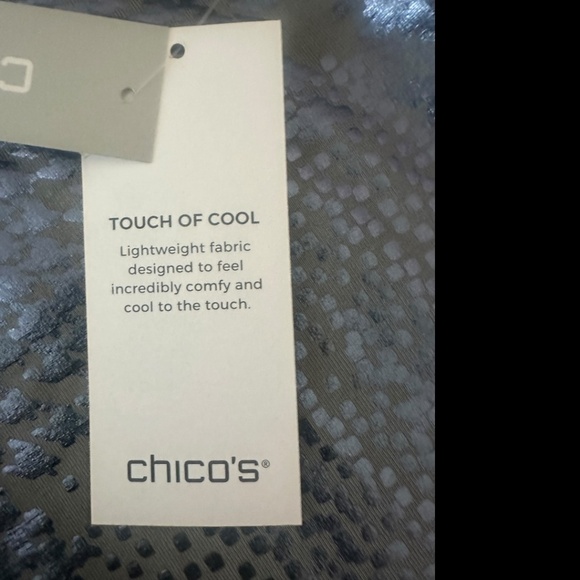 TOUCH OF COOL
Lightweight fabric
designed to feel
incredibly comfy and
cool to the touch.
chico's®